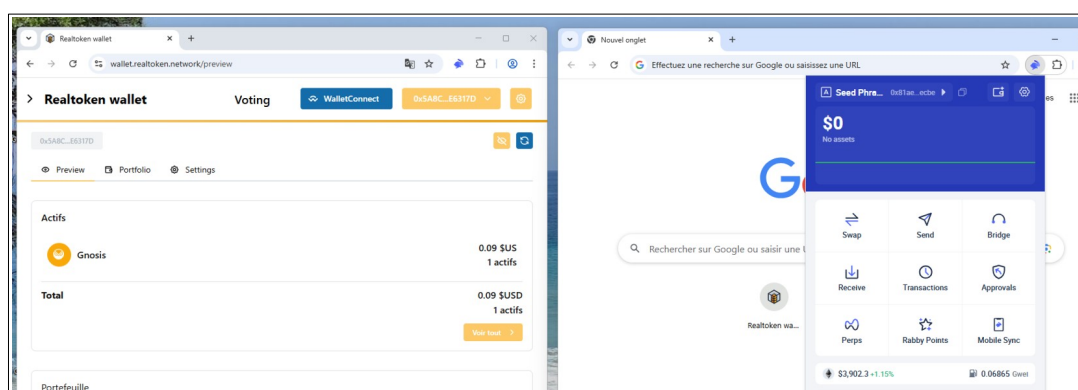 Realtoken wallet
wallet.realtoken.network/preview
Realtoken wallet
Voting
WalletConnect
0x5A8C...E6317D
0x5A8C...E6317D
Preview
Portfolio
Settings
Actifs
Gnosis
0.09 $US
1 actifs
Total
0.09 $USD
1 actifs
Voir tout
Portefeuille
Nouvel onglet
Effectuez une recherche sur Google ou saisissez une URL
es
Go
Rechercher sur Google ou saisir une U
Realtoken wa...
Seed Phra...
0x81ae...ecbe
$0
No assets
Swap
Send
Bridge
Receive
Transactions
Approvals
Perps
Rabby Points
Mobile Sync
$3,902.3 +1.15%
0.06865 Gwei